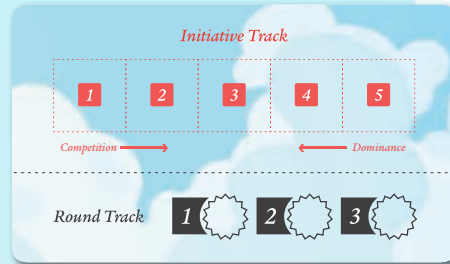 Initiative Track
1 2 3 4 5
Competition Dominance
Round Track 1 2 3